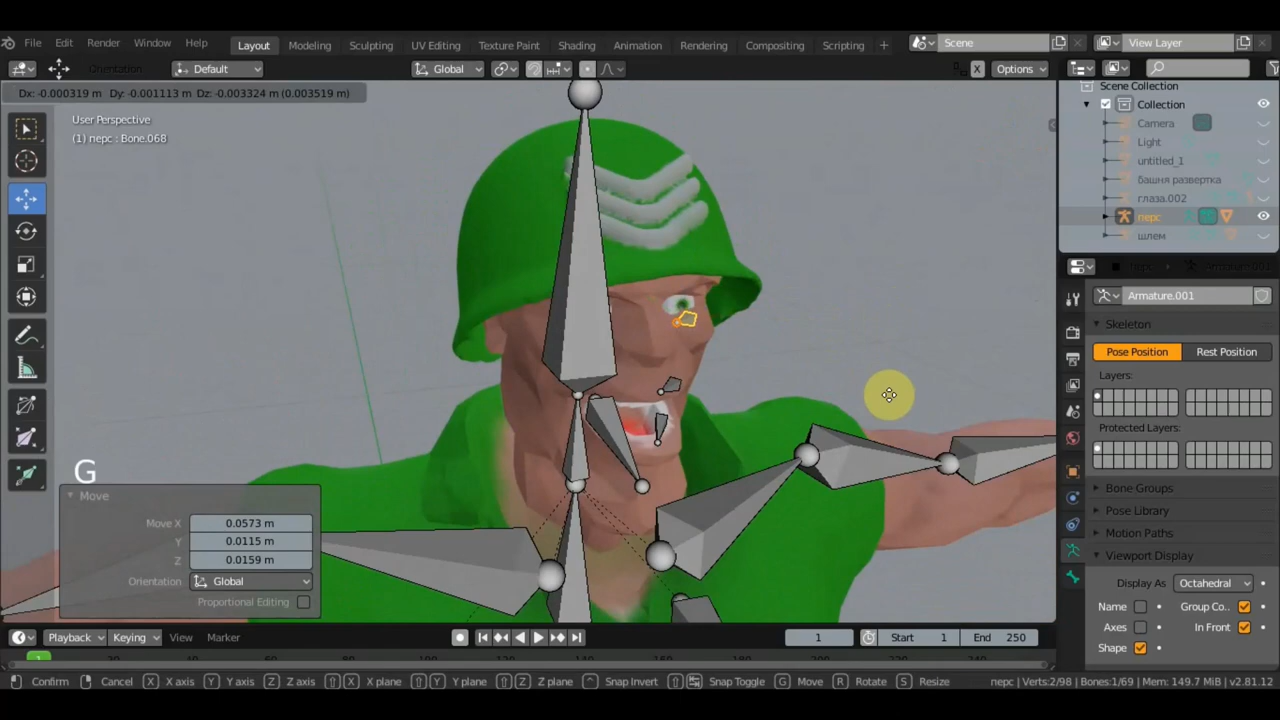 File Edit Render Window Help Layout Modeling Sculpting UV Editing Texture Paint Shading Animation Rendering Compositing Scripting + Scene View Layer
Orientation Default Global X Options
Dx: -0.000319 m Dy: -0.001113 m Dz: -0.003324 m (0.003519 m)
Scene Collection
Collection
User Perspective
(1) перс : Bone.068
Camera
Light
untitled_1
башня развертка
глаза.002
перс
шлем
Armature.001
Skeleton
Pose Position Rest Position
Layers:
Protected Layers:
G
Bone Groups
Pose Library
Motion Paths
Viewport Display
Display As Octahedral
Name Group Co..
Axes In Front
Shape
Move
Move X 0.0573 m
Y 0.0115 m
Z 0.0159 m
Orientation Global
Proportional Editing
Playback Keying View Marker 1 Start 1 End 250
1
Confirm Cancel X X axis Y Y axis Z Z axis X X plane Y Y plane Z Z plane ^ Snap Invert Snap Toggle G Move R Rotate S Resize перс | Verts:2/98 | Bones:1/69 | Mem: 149.7 MiB | v2.81.12